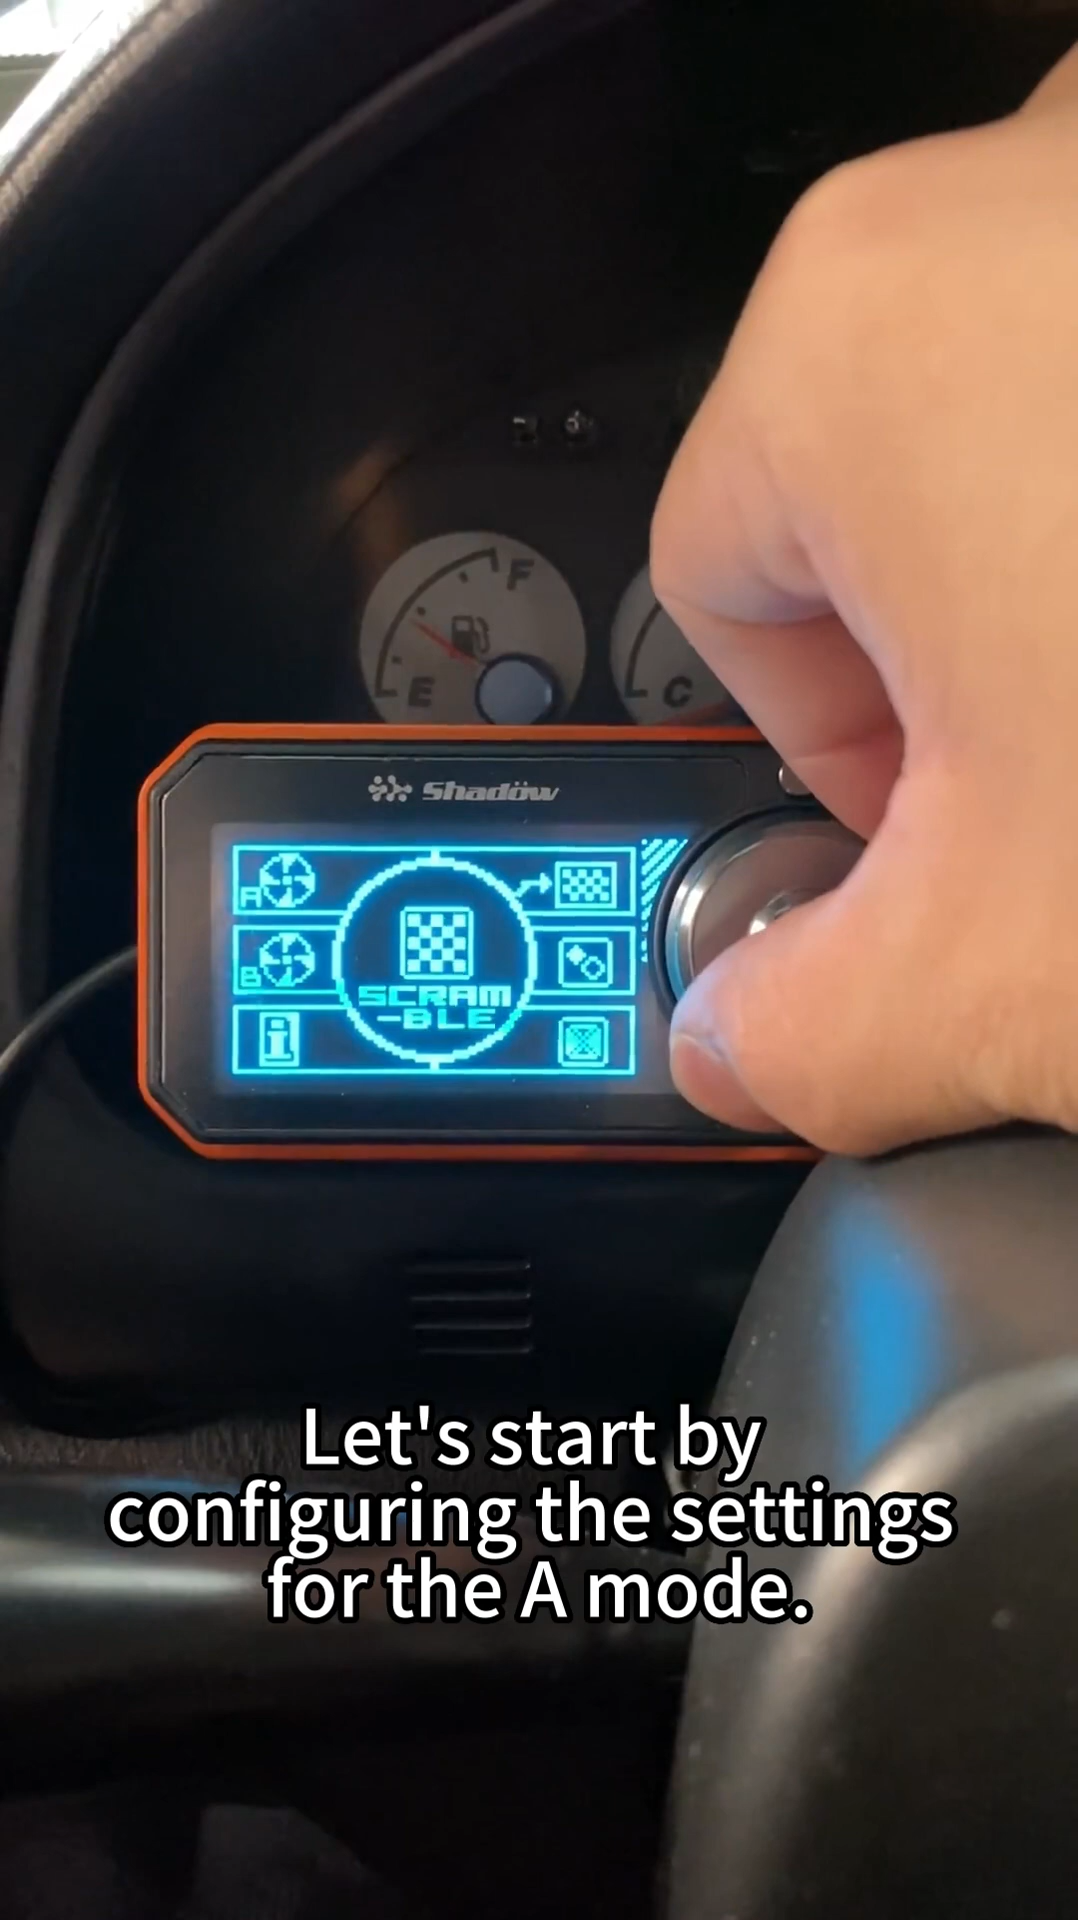 F
E
C
Shadöw
A
B
i
SCRAM
-BLE
Let's start by
configuring the settings
for the A mode.